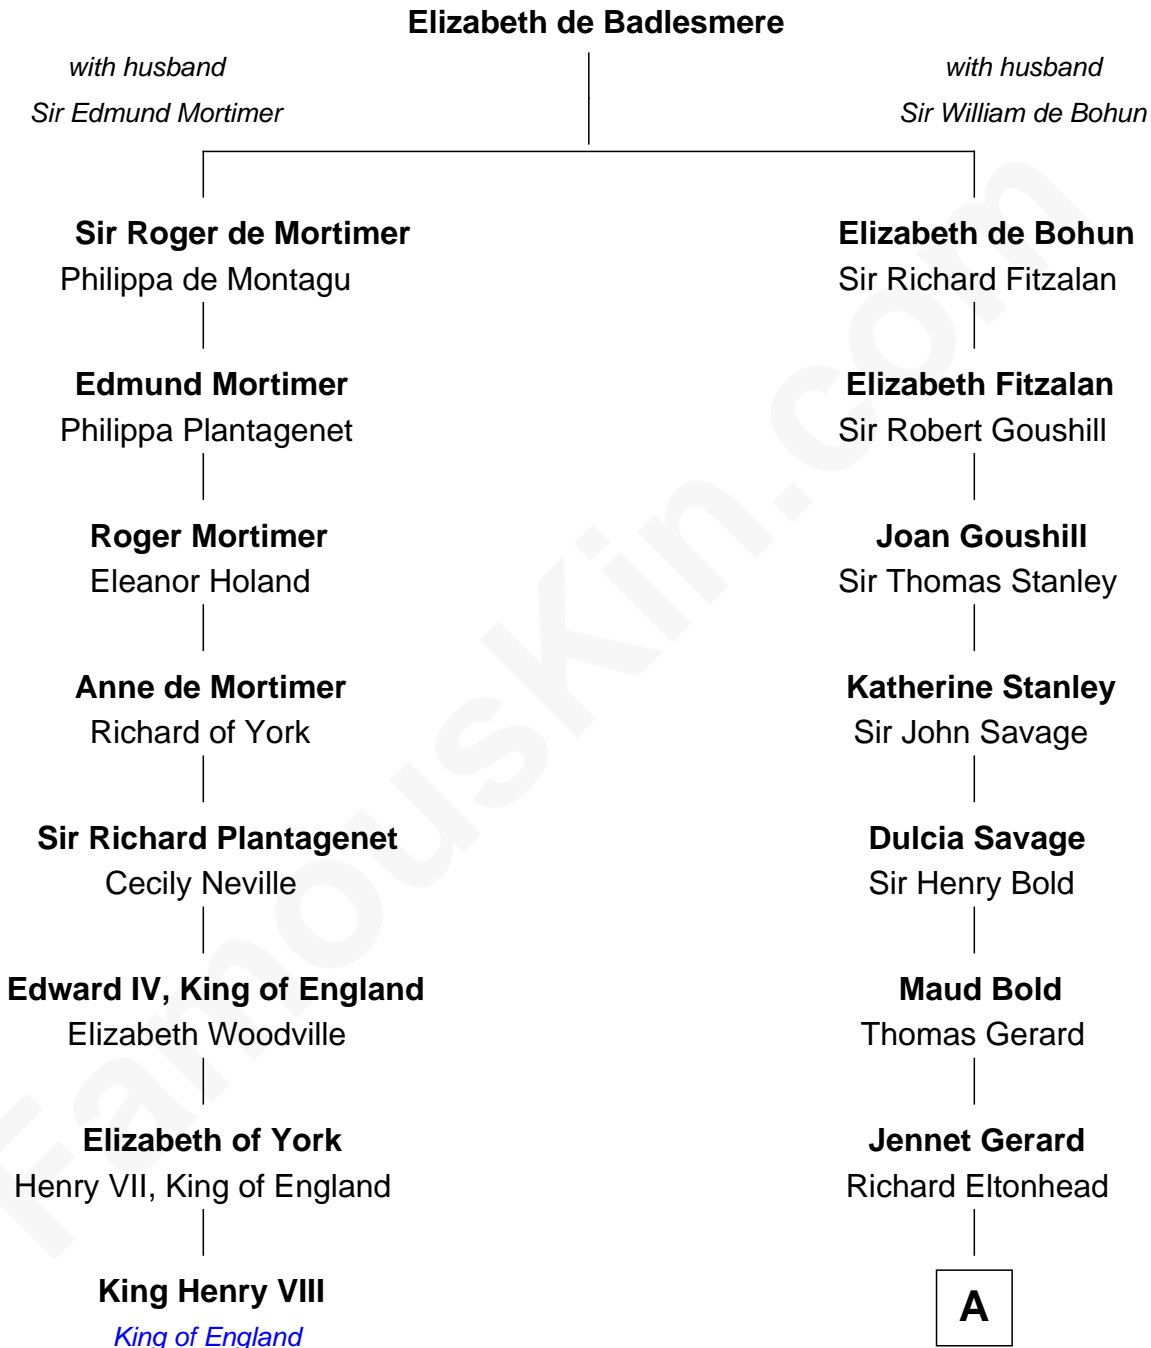 Elizabeth de Badlesmere
with husband
Sir Edmund Mortimer
with husband
Sir William de Bohun
Sir Roger de Mortimer
Philippa de Montagu
Edmund Mortimer
Philippa Plantagenet
Roger Mortimer
Eleanor Holand
Anne de Mortimer
Richard of York
Sir Richard Plantagenet
Cecily Neville
Edward IV, King of England
Elizabeth Woodville
Elizabeth of York
Henry VII, King of England
King Henry VIII
King of England
Elizabeth de Bohun
Sir Richard Fitzalan
Elizabeth Fitzalan
Sir Robert Goushill
Joan Goushill
Sir Thomas Stanley
Katherine Stanley
Sir John Savage
Dulcia Savage
Sir Henry Bold
Maud Bold
Thomas Gerard
Jennet Gerard
Richard Eltonhead
A
FamousKin.com